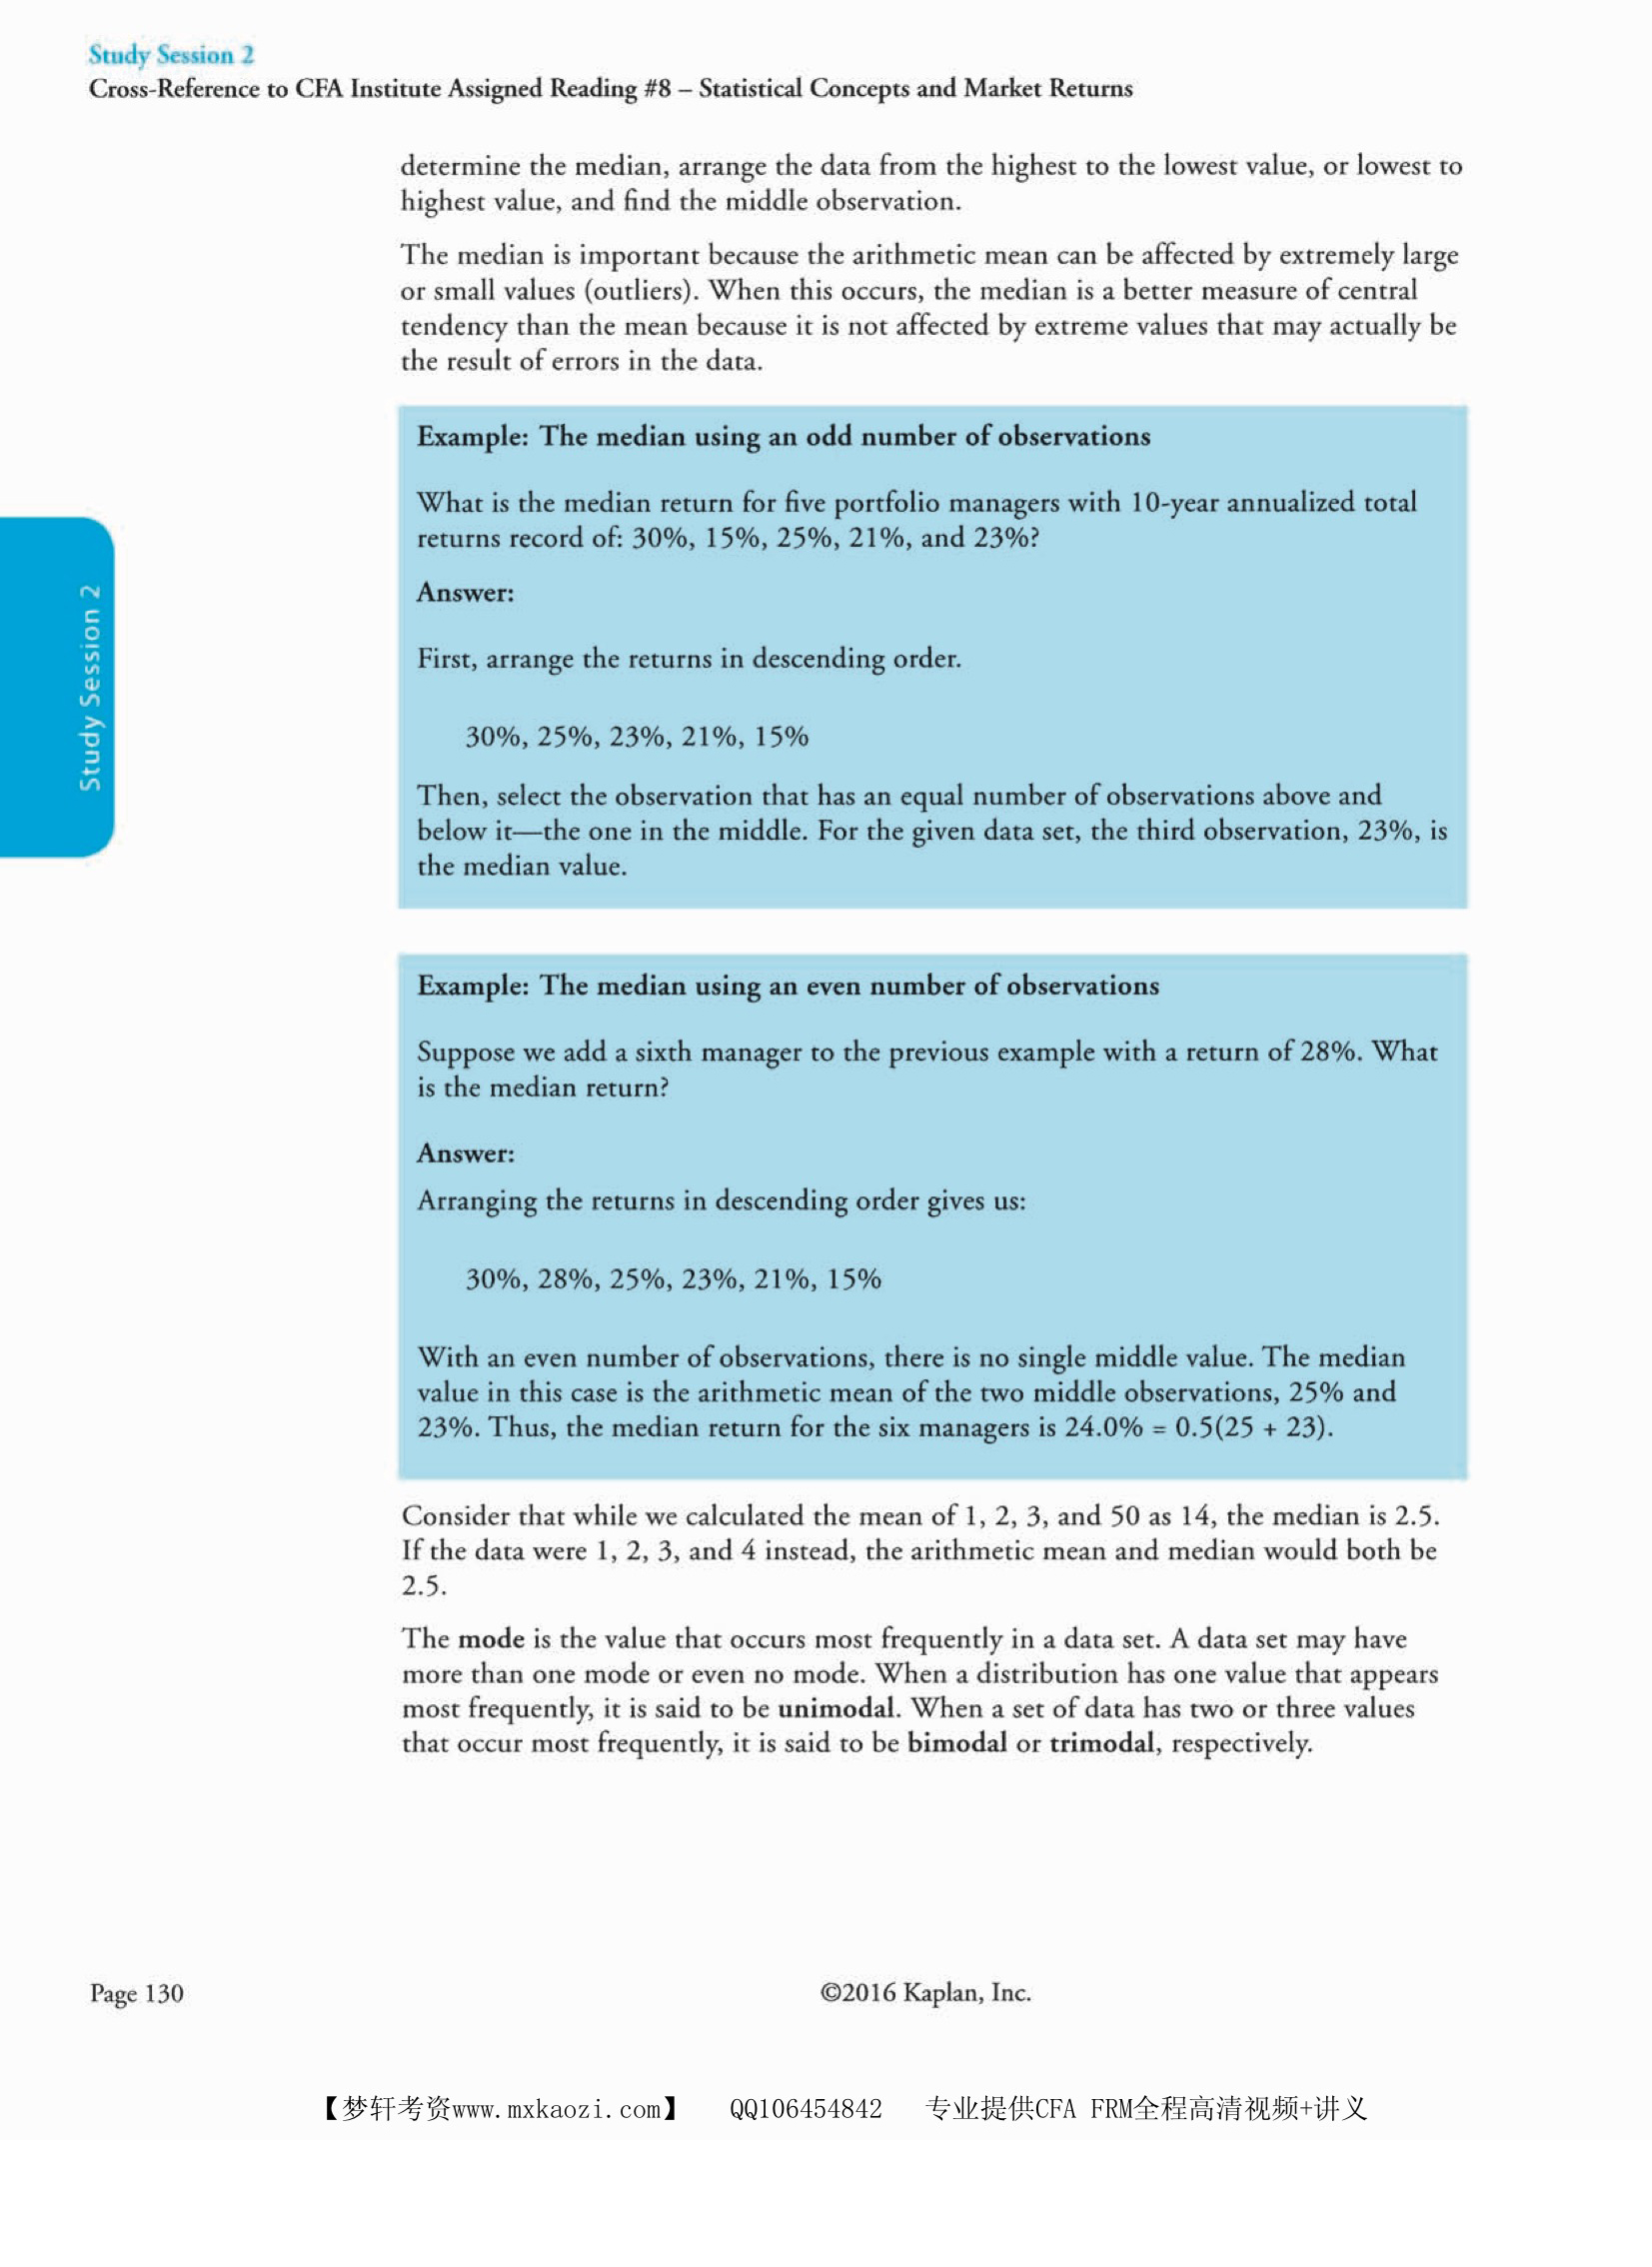 Study Session 2
Cross-Reference to CFA Institute Assigned Reading #8 – Statistical Concepts and Market Returns
determine the median, arrange the data from the highest to the lowest value, or lowest to
highest value, and find the middle observation.
The median is important because the arithmetic mean can be affected by extremely large
or small values (outliers). When this occurs, the median is a better measure of central
tendency than the mean because it is not affected by extreme values that may actually be
the result of errors in the data.
Example: The median using an odd number of observations
What is the median return for five portfolio managers with 10-year annualized total
returns record of: 30%, 15%, 25%, 21%, and 23%?
Answer:
First, arrange the returns in descending order.
30%, 25%, 23%, 21%, 15%
Then, select the observation that has an equal number of observations above and
below it—the one in the middle. For the given data set, the third observation, 23%, is
the median value.
Study Session 2
Example: The median using an even number of observations
Suppose we add a sixth manager to the previous example with a return of 28%. What
is the median return?
Answer:
Arranging the returns in descending order gives us:
30%, 28%, 25%, 23%, 21%, 15%
With an even number of observations, there is no single middle value. The median
value in this case is the arithmetic mean of the two middle observations, 25% and
23%. Thus, the median return for the six managers is 24.0% = 0.5(25 + 23).
Consider that while we calculated the mean of 1, 2, 3, and 50 as 14, the median is 2.5.
If the data were 1, 2, 3, and 4 instead, the arithmetic mean and median would both be
2.5.
The mode is the value that occurs most frequently in a data set. A data set may have
more than one mode or even no mode. When a distribution has one value that appears
most frequently, it is said to be unimodal. When a set of data has two or three values
that occur most frequently, it is said to be bimodal or trimodal, respectively.
Page 130
©2016 Kaplan, Inc.
【梦轩考资www.mxkaozi.com】 QQ106454842 专业提供CFA FRM全程高清视频+讲义